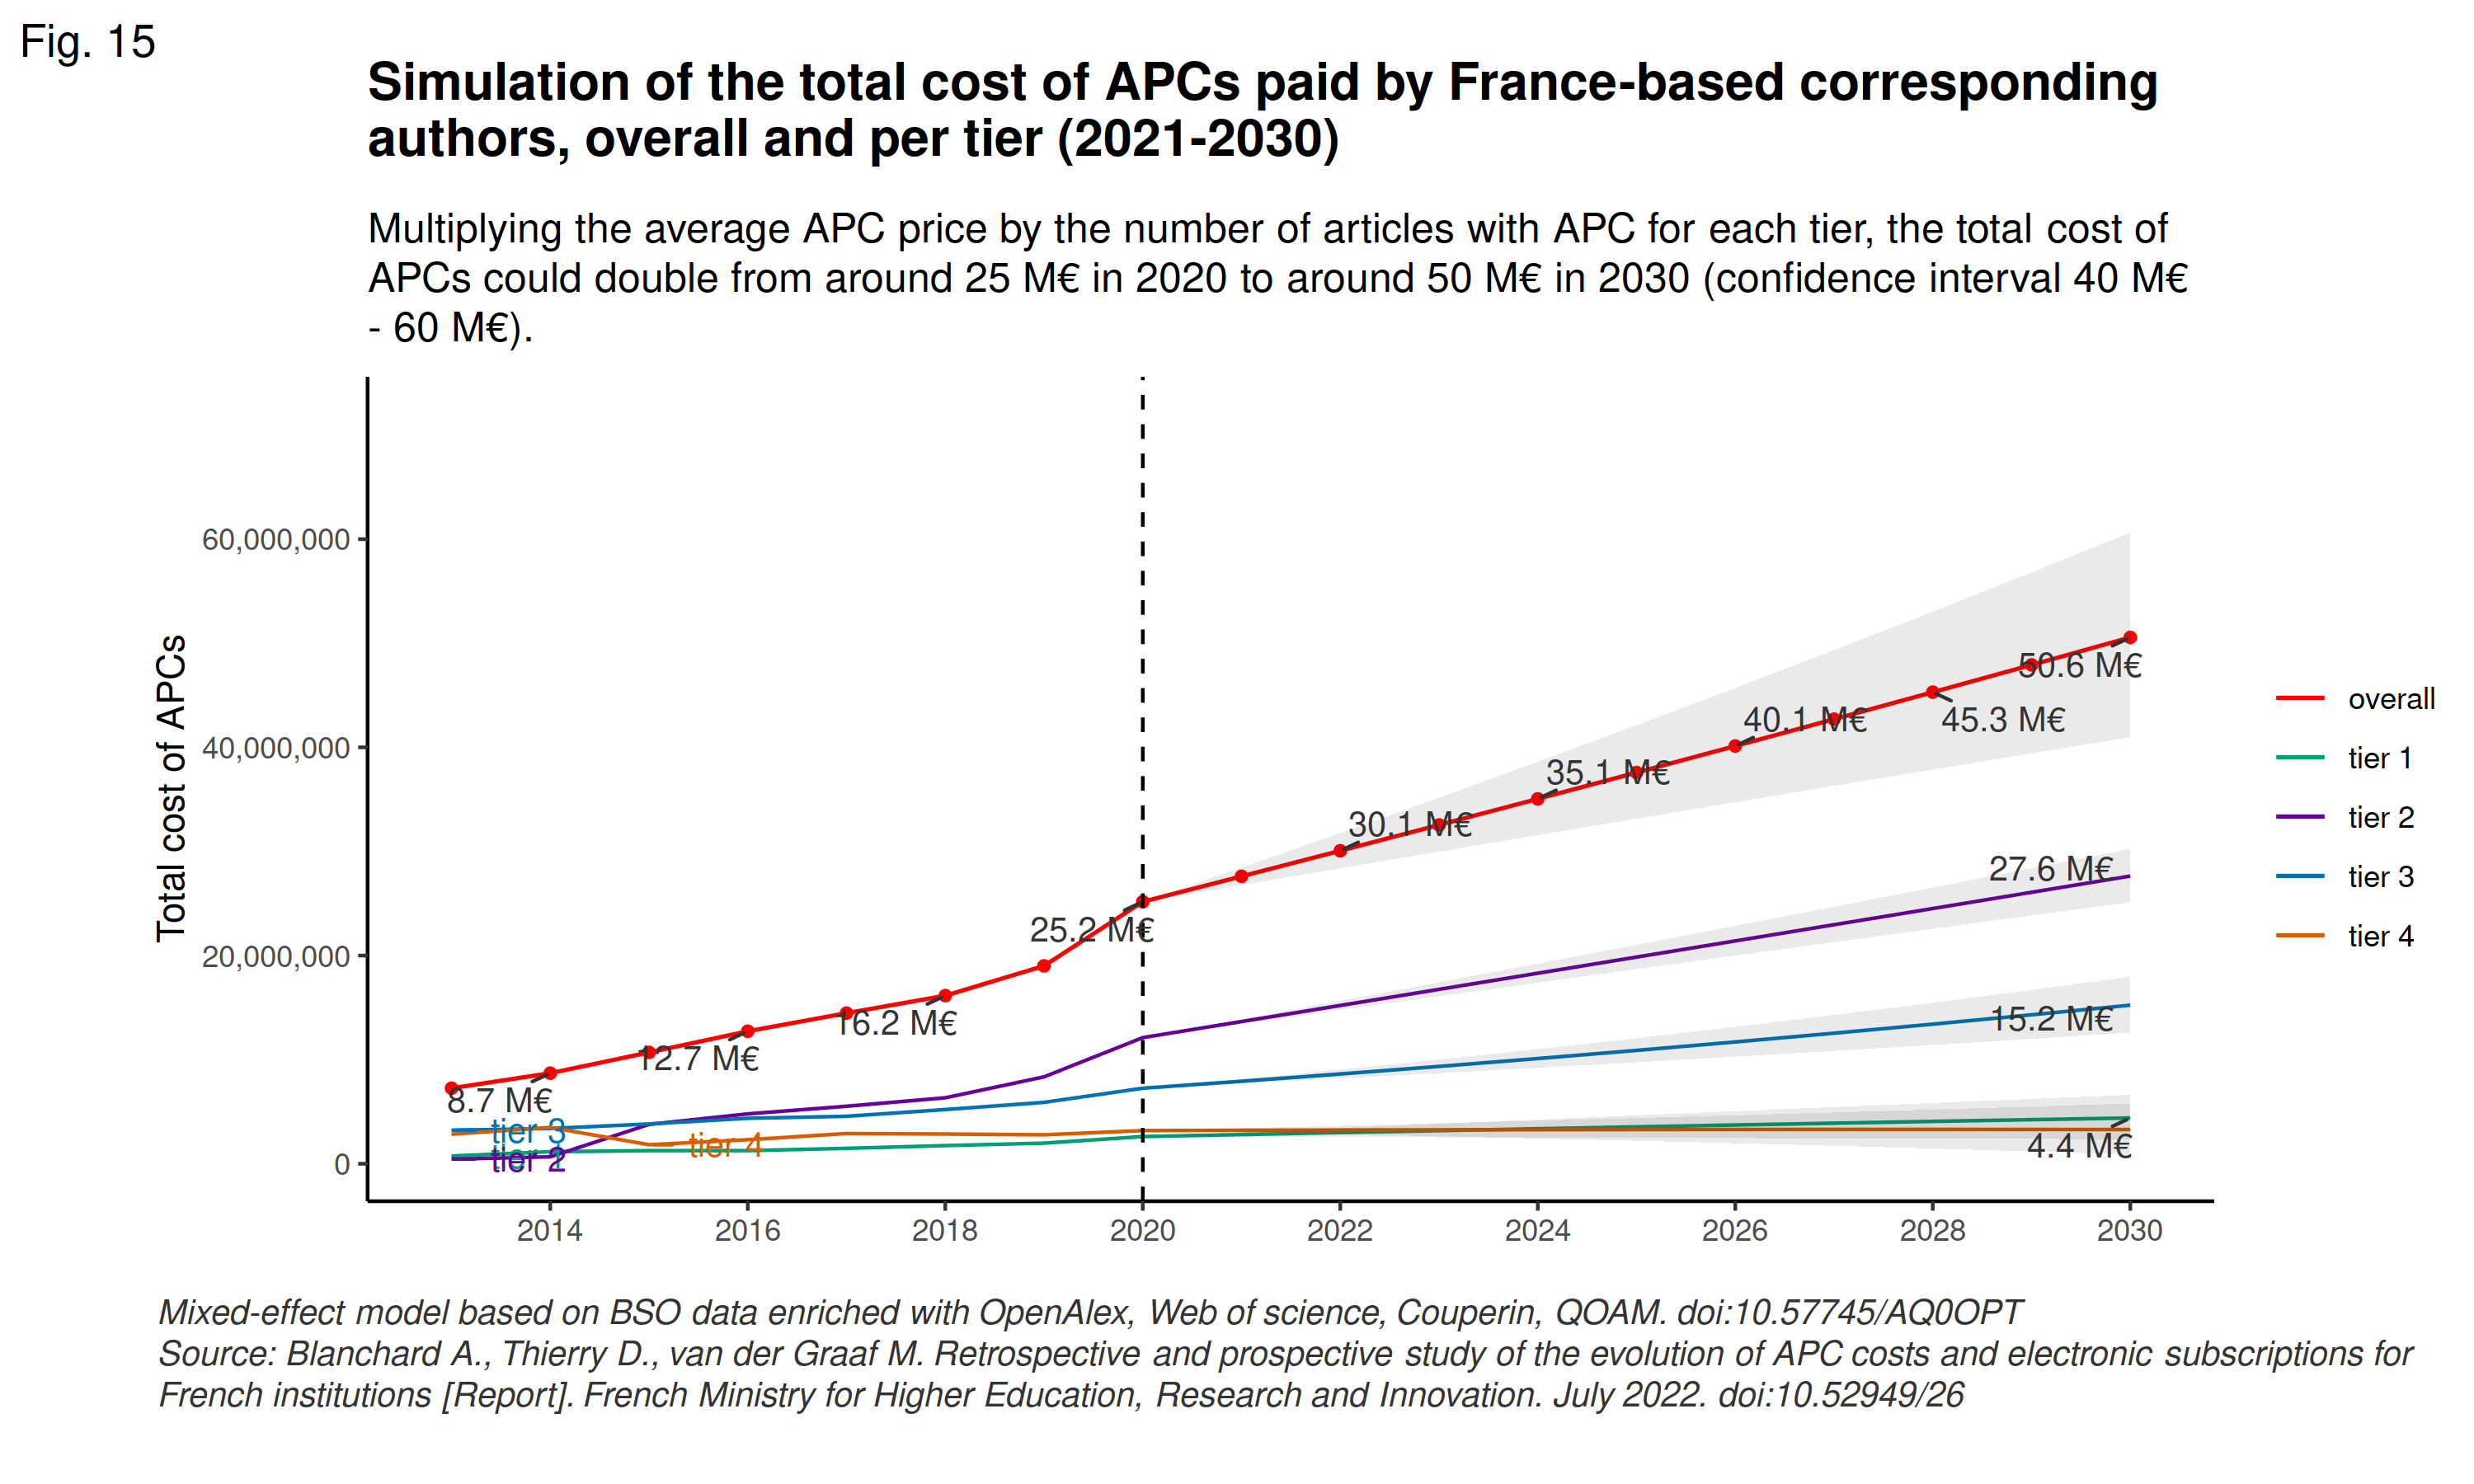 Fig. 15
Simulation of the total cost of APCs paid by France-based corresponding
authors, overall and per tier (2021-2030)
Multiplying the average APC price by the number of articles with APC for each tier, the total cost of
APCs could double from around 25 M€ in 2020 to around 50 M€ in 2030 (confidence interval 40 M€
- 60 M€).
Total cost of APCs
60,000,000
40,000,000
20,000,000
0
50.6 M€
45.3 M€
40.1 M€
35.1 M€
30.1 M€
27.6 M€
25.2 M€
16.2 M€
15.2 M€
12.7 M€
8.7 M€
4.4 M€
tier 3
tier 4
tier 2
overall
tier 1
tier 2
tier 3
tier 4
2014 2016 2018 2020 2022 2024 2026 2028 2030
Mixed-effect model based on BSO data enriched with OpenAlex, Web of science, Couperin, QOAM. doi:10.57745/AQ0OPT
Source: Blanchard A., Thierry D., van der Graaf M. Retrospective and prospective study of the evolution of APC costs and electronic subscriptions for
French institutions [Report]. French Ministry for Higher Education, Research and Innovation. July 2022. doi:10.52949/26